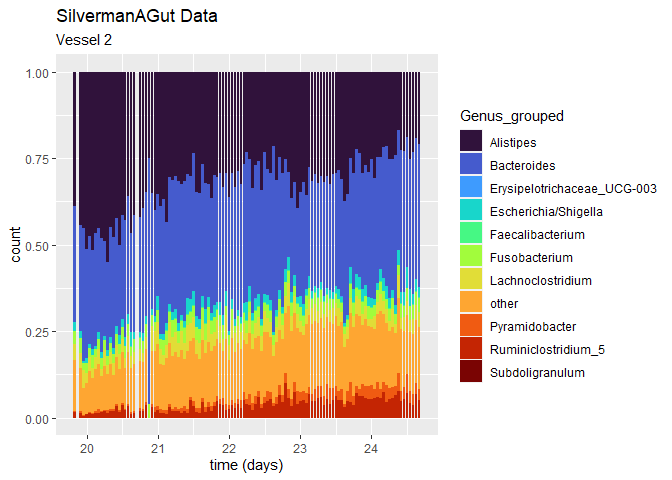 SilvermanAGut Data
Vessel 2
1.00
0.75
0.50
0.25
0.00
count
20
21
22
23
24
time (days)
Genus_grouped
Alistipes
Bacteroides
Erysipelotrichaceae_UCG-003
Escherichia/Shigella
Faecalibacterium
Fusobacterium
Lachnoclostridium
other
Pyramidobacter
Ruminiclostridium_5
Subdoligranulum